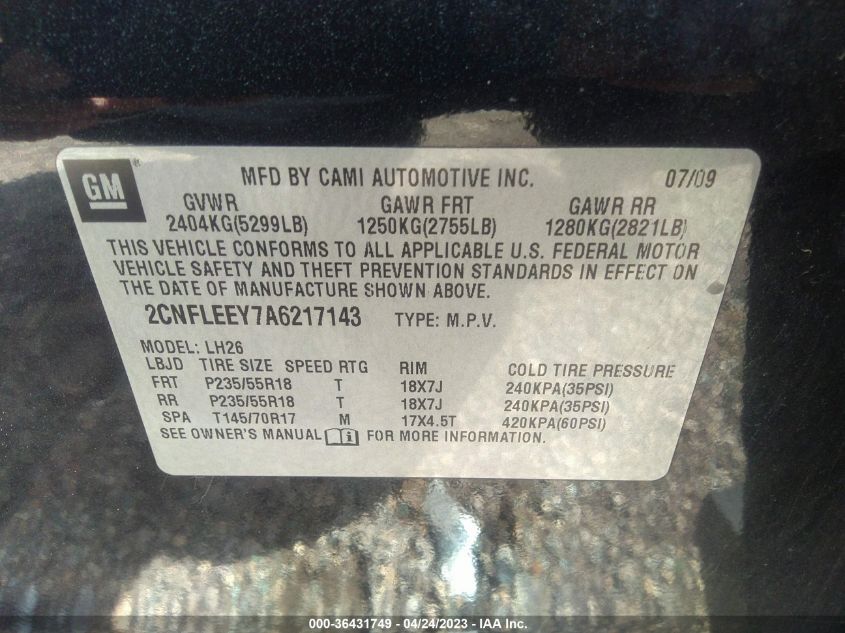 GM
MFD BY CAMI AUTOMOTIVE INC. 07/09
GVWR GAWR FRT GAWR RR
2404KG(5299LB) 1250KG(2755LB) 1280KG(2821LB)
THIS VEHICLE CONFORMS TO ALL APPLICABLE U.S. FEDERAL MOTOR
VEHICLE SAFETY AND THEFT PREVENTION STANDARDS IN EFFECT ON
THE DATE OF MANUFACTURE SHOWN ABOVE.
2CNFLEEY7A6217143 TYPE: M.P.V.
MODEL: LH26
LBJD TIRE SIZE SPEED RTG RIM COLD TIRE PRESSURE
FRT P235/55R18 T 18X7J 240KPA(35PSI)
RR P235/55R18 T 18X7J 240KPA(35PSI)
SPA T145/70R17 M 17X4.5T 420KPA(60PSI)
SEE OWNER'S MANUAL i FOR MORE INFORMATION.
000-36431749 - 04/24/2023 - IAA Inc.